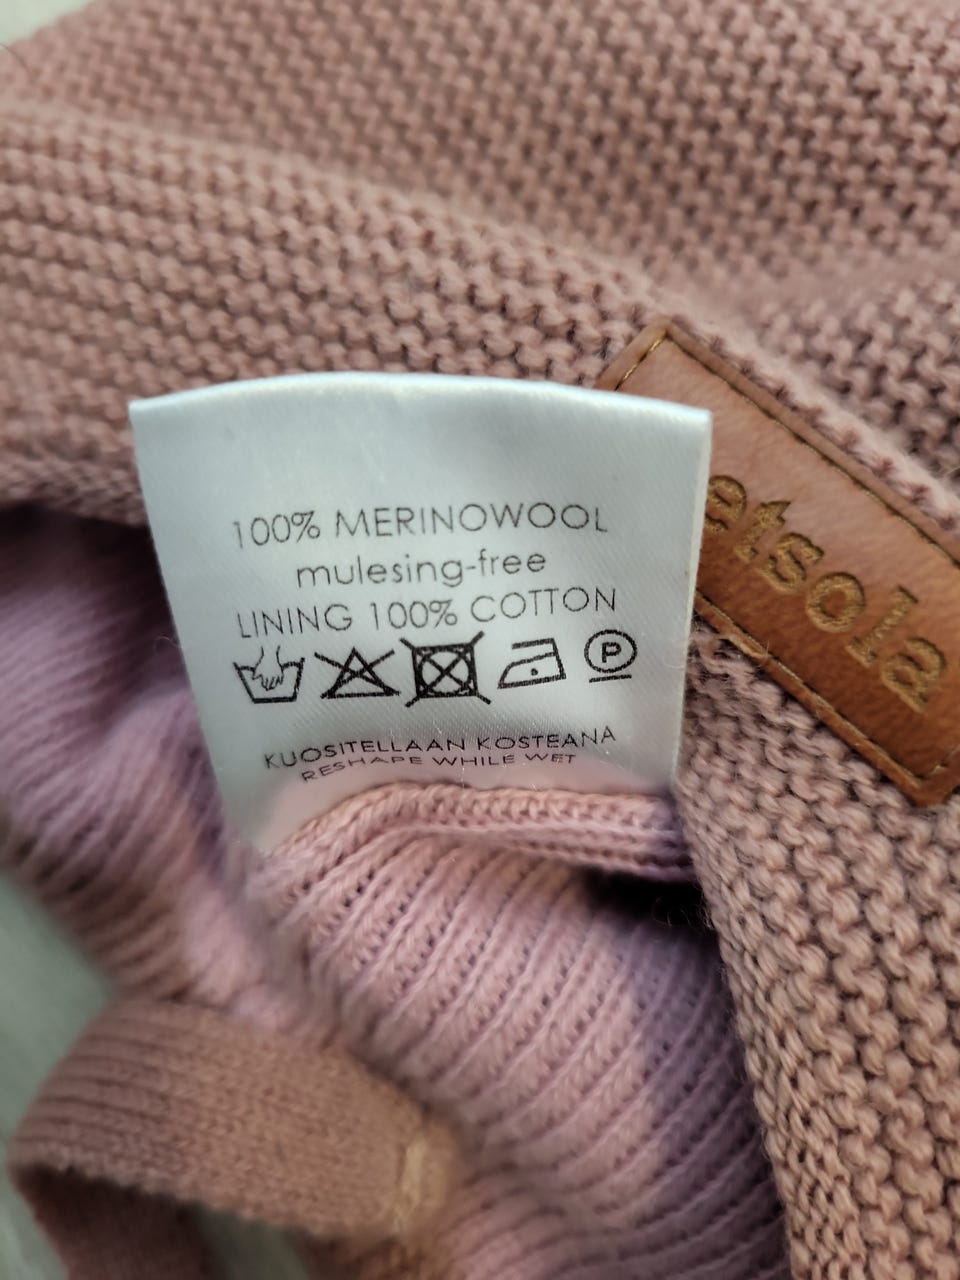 100% MERINOWOOL
mulesing-free
LINING 100% COTTON
P
KUOSITELLAAN KOSTEANA
RESHAPE WHILE WET
etsola